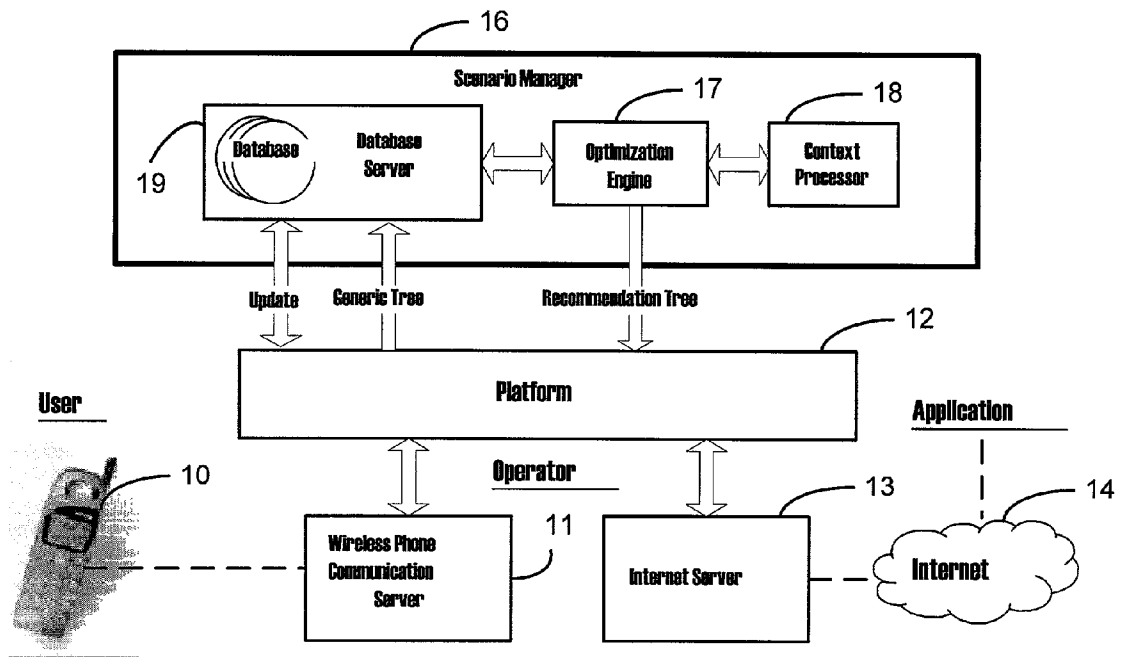 16
Scenario Manager
17
18
19
Database
Database
Server
Optimization
Engine
Context
Processor
Update
Generic Tree
Recommendation Tree
12
Platform
User
Application
10
Operator
13
14
11
Wireless Phone
Communication
Server
Internet Server
Internet